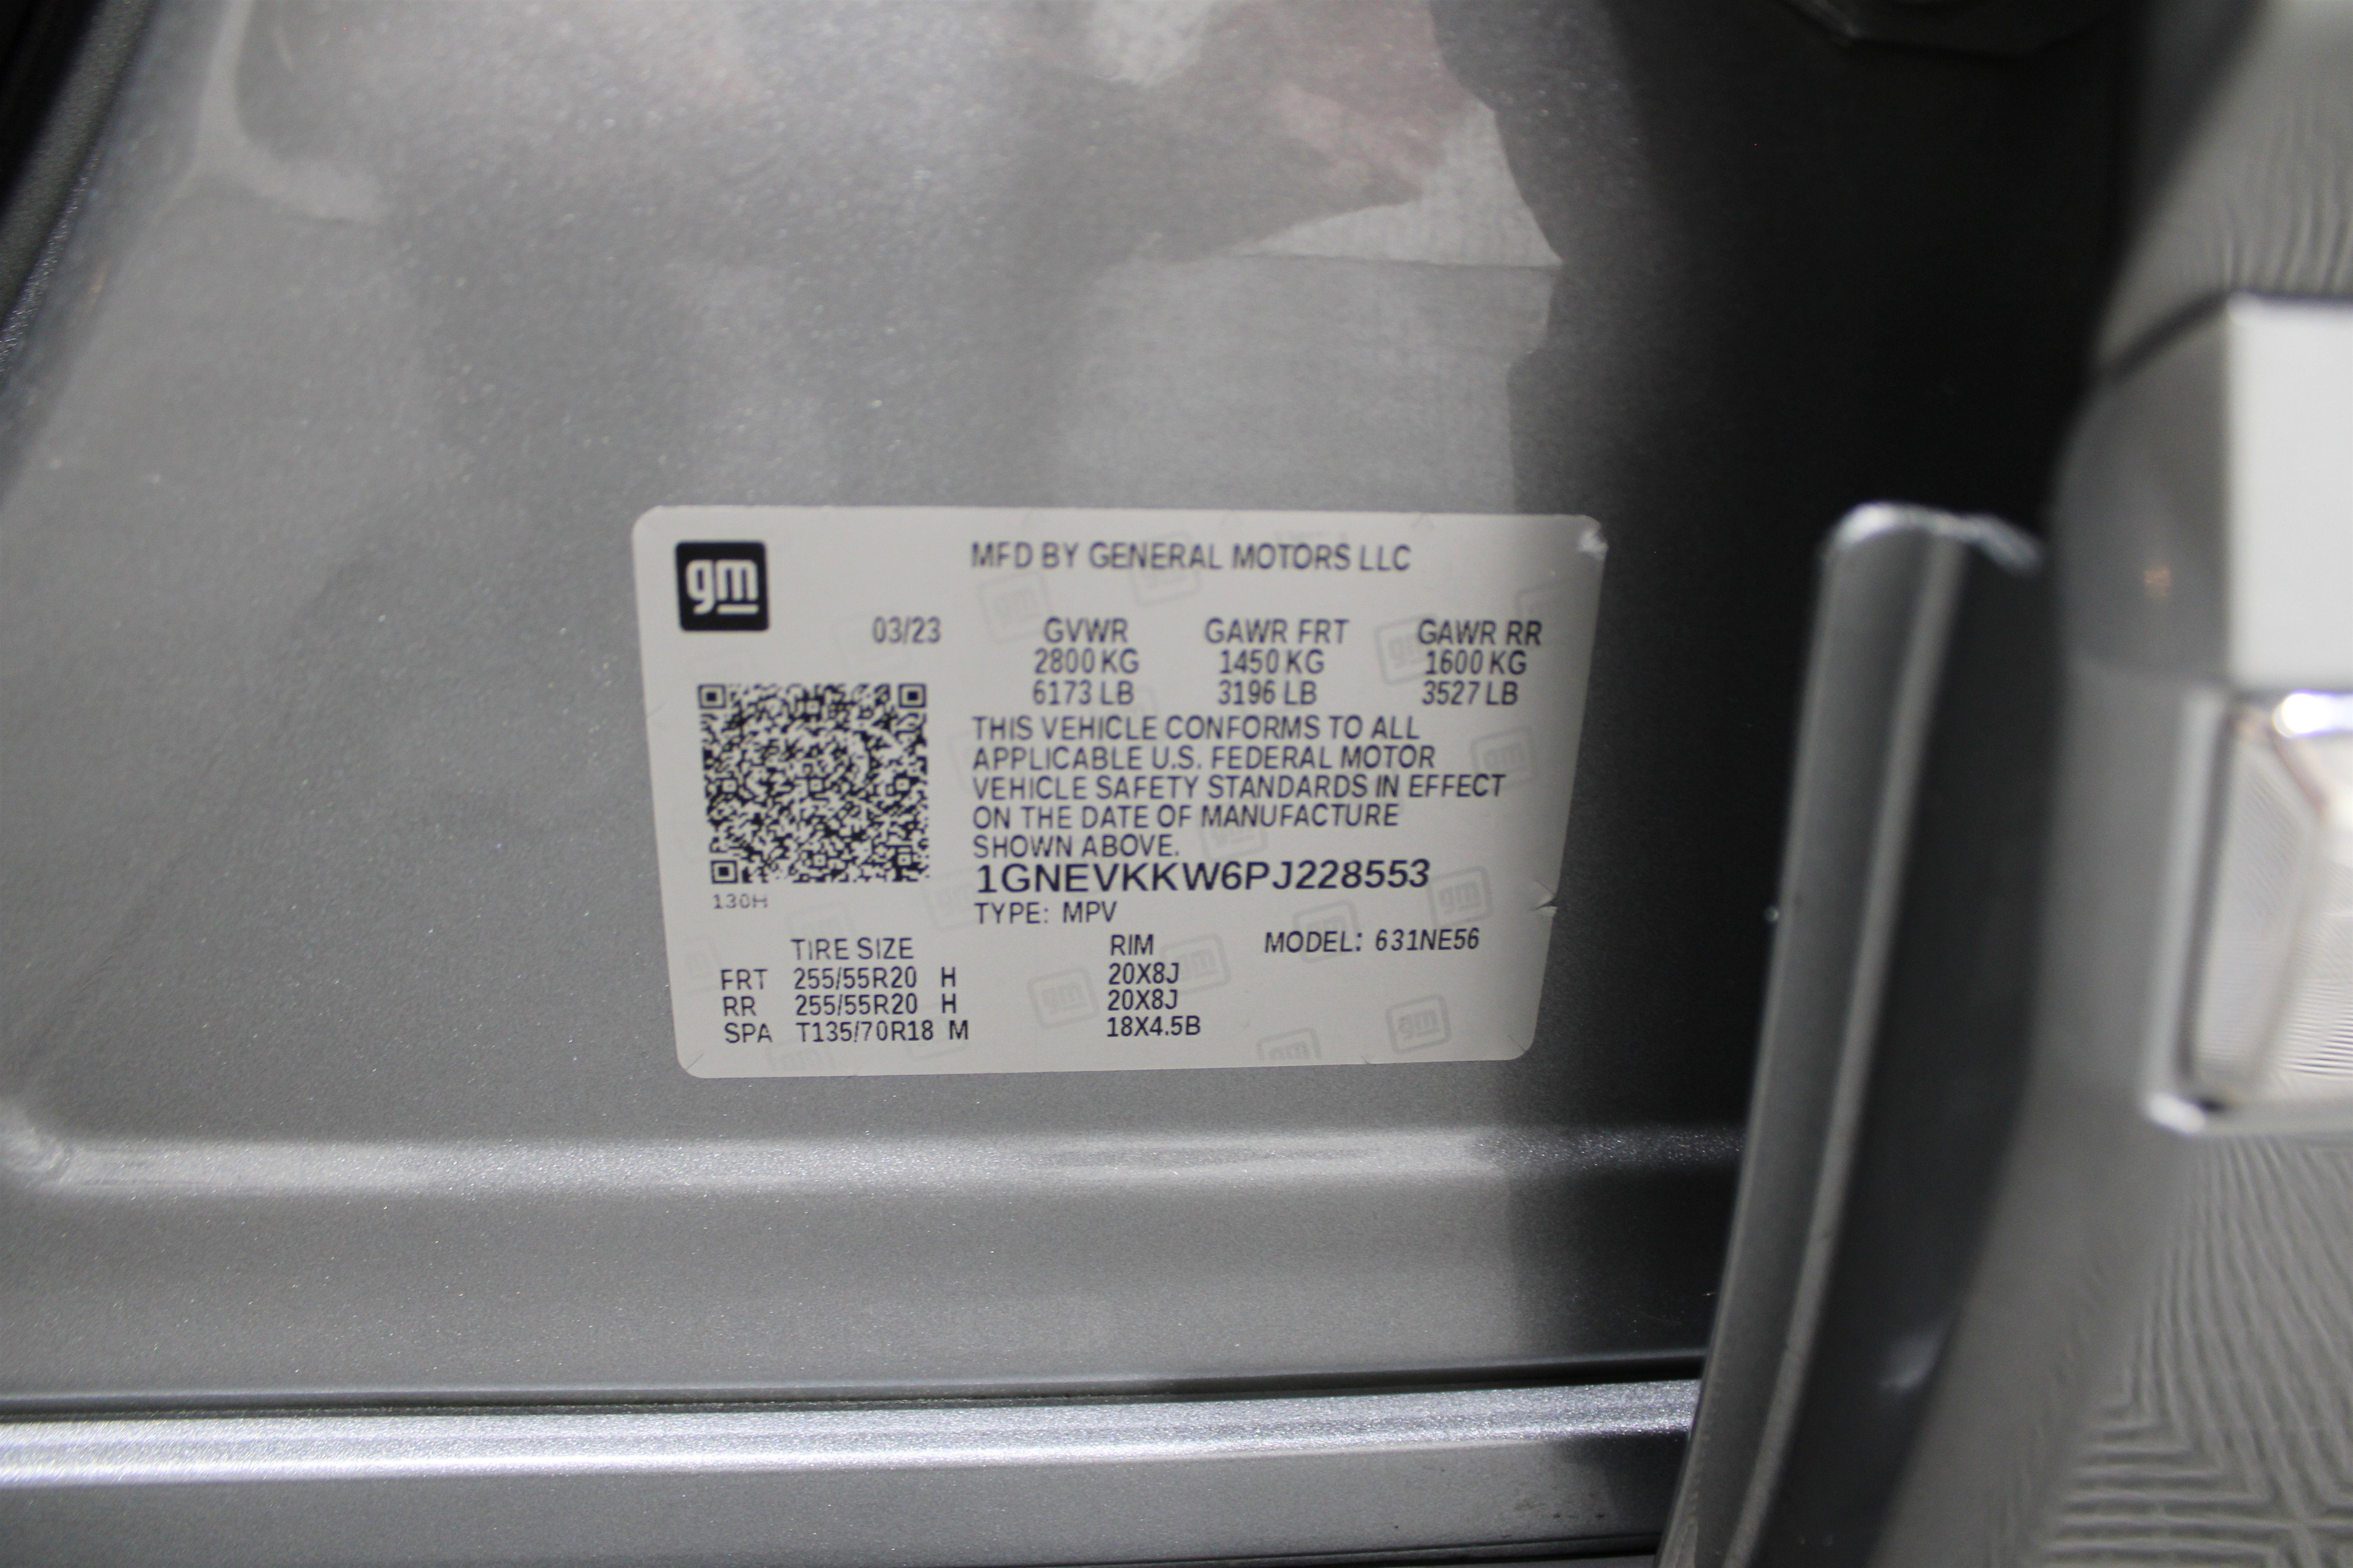 gm
MFD BY GENERAL MOTORS LLC
03/23 GVWR GAWR FRT GAWR RR
2800 KG 1450 KG 1600 KG
6173 LB 3196 LB 3527 LB
THIS VEHICLE CONFORMS TO ALL
APPLICABLE U.S. FEDERAL MOTOR
VEHICLE SAFETY STANDARDS IN EFFECT
ON THE DATE OF MANUFACTURE
SHOWN ABOVE.
1GNEVKKW6PJ228553
130H
TYPE: MPV
TIRE SIZE RIM MODEL: 631NE56
FRT 255/55R20 H 20X8J
RR 255/55R20 H 20X8J
SPA T135/70R18 M 18X4.5B